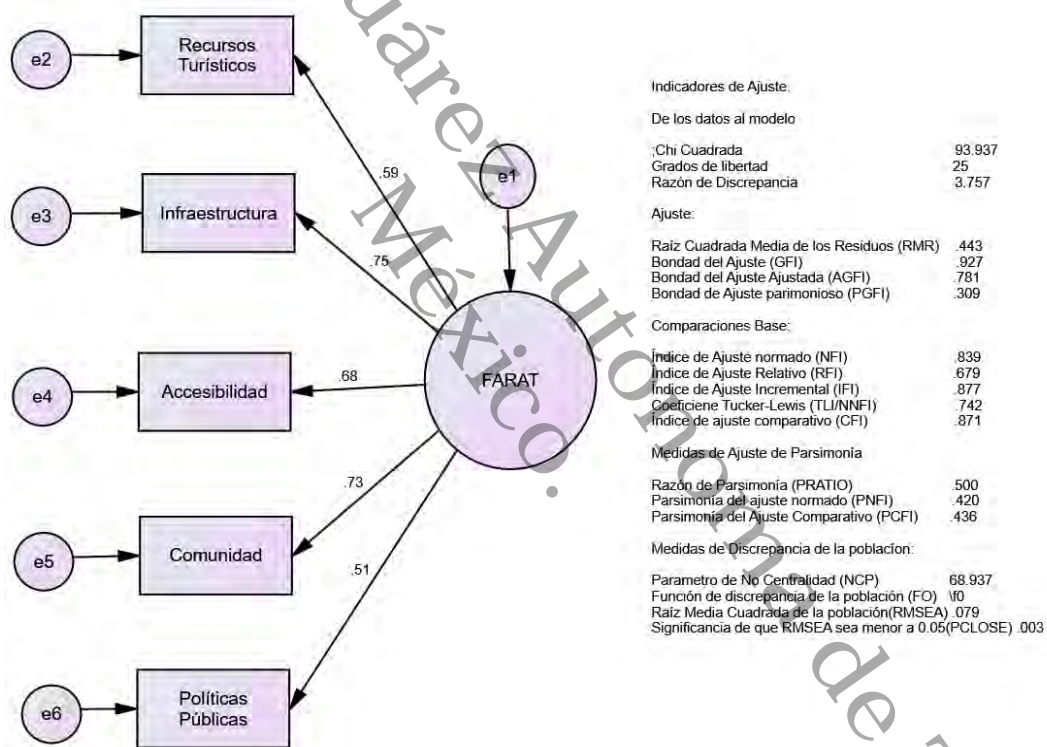 e2
Recursos
Turísticos
e3
Infraestructura
e4
Accesibilidad
e5
Comunidad
e6
Políticas
Públicas
.59
.75
.68
.73
.51
e1
FARAT
Indicadores de Ajuste:
De los datos al modelo
;Chi Cuadrada 93.937
Grados de libertad 25
Razón de Discrepancia 3.757
Ajuste:
Raíz Cuadrada Media de los Residuos (RMR) .443
Bondad del Ajuste (GFI) .927
Bondad del Ajuste Ajustada (AGFI) .781
Bondad de Ajuste parimonioso (PGFI) .309
Comparaciones Base:
Índice de Ajuste normado (NFI) .839
Índice de Ajuste Relativo (RFI) .679
Índice de Ajuste Incremental (IFI) .877
Coeficiene Tucker-Lewis (TLI/NNFI) .742
Índice de ajuste comparativo (CFI) .871
Medidas de Ajuste de Parsimonía
Razón de Parsimonía (PRATIO) .500
Parsimonía del ajuste normado (PNFI) .420
Parsimonía del Ajuste Comparativo (PCFI) .436
Medidas de Discrepancia de la poblacíon:
Parametro de No Centralidad (NCP) 68.937
Función de discrepancia de la población (FO) \f0
Raíz Media Cuadrada de la población(RMSEA) .079
Significancia de que RMSEA sea menor a 0.05(PCLOSE) .003
uárez Autónoma de T
México.